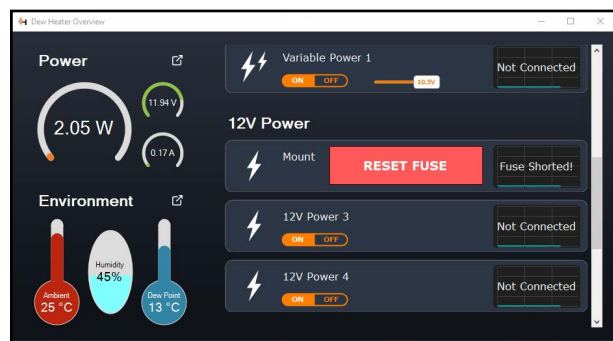 Dew Heater Overview
Power
2.05 W
11.94 V
0.17 A
Environment
Ambient
25 °C
Humidity
45%
Dew Point
13 °C
Variable Power 1
ON OFF
10.5V
Not Connected
12V Power
Mount
RESET FUSE
Fuse Shorted!
12V Power 3
ON OFF
Not Connected
12V Power 4
ON OFF
Not Connected